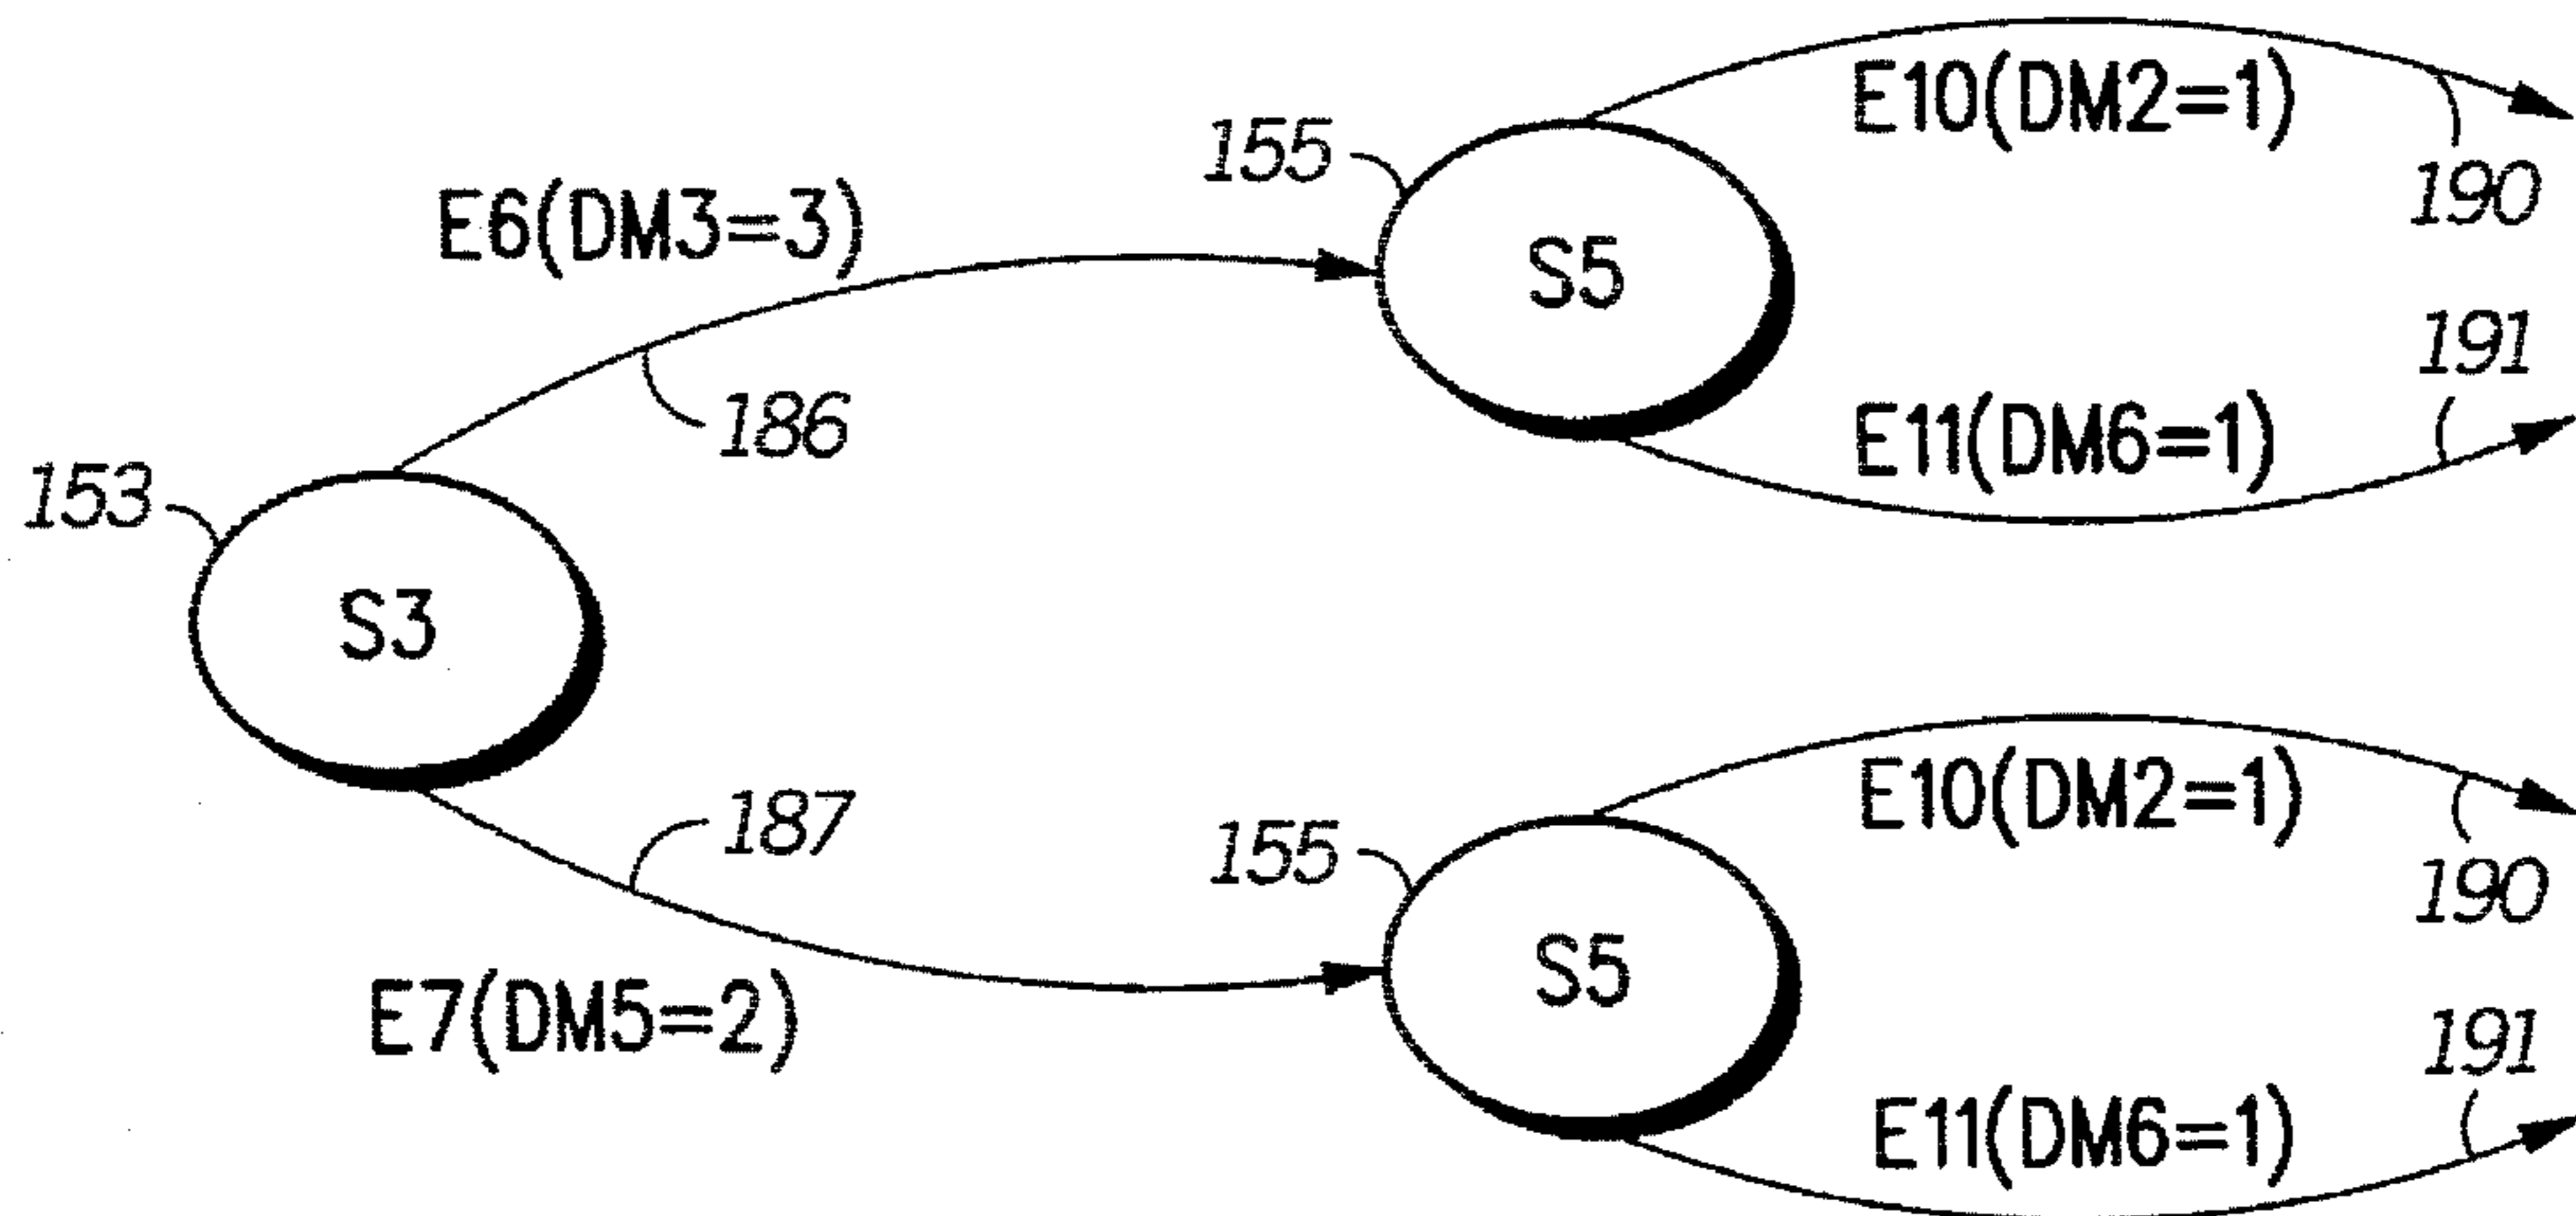 E10(DM2=1)
155
190
E6(DM3=3)
S5
191
186
E11(DM6=1)
153
S3
E10(DM2=1)
187
155
190
S5
E7(DM5=2)
191
E11(DM6=1)